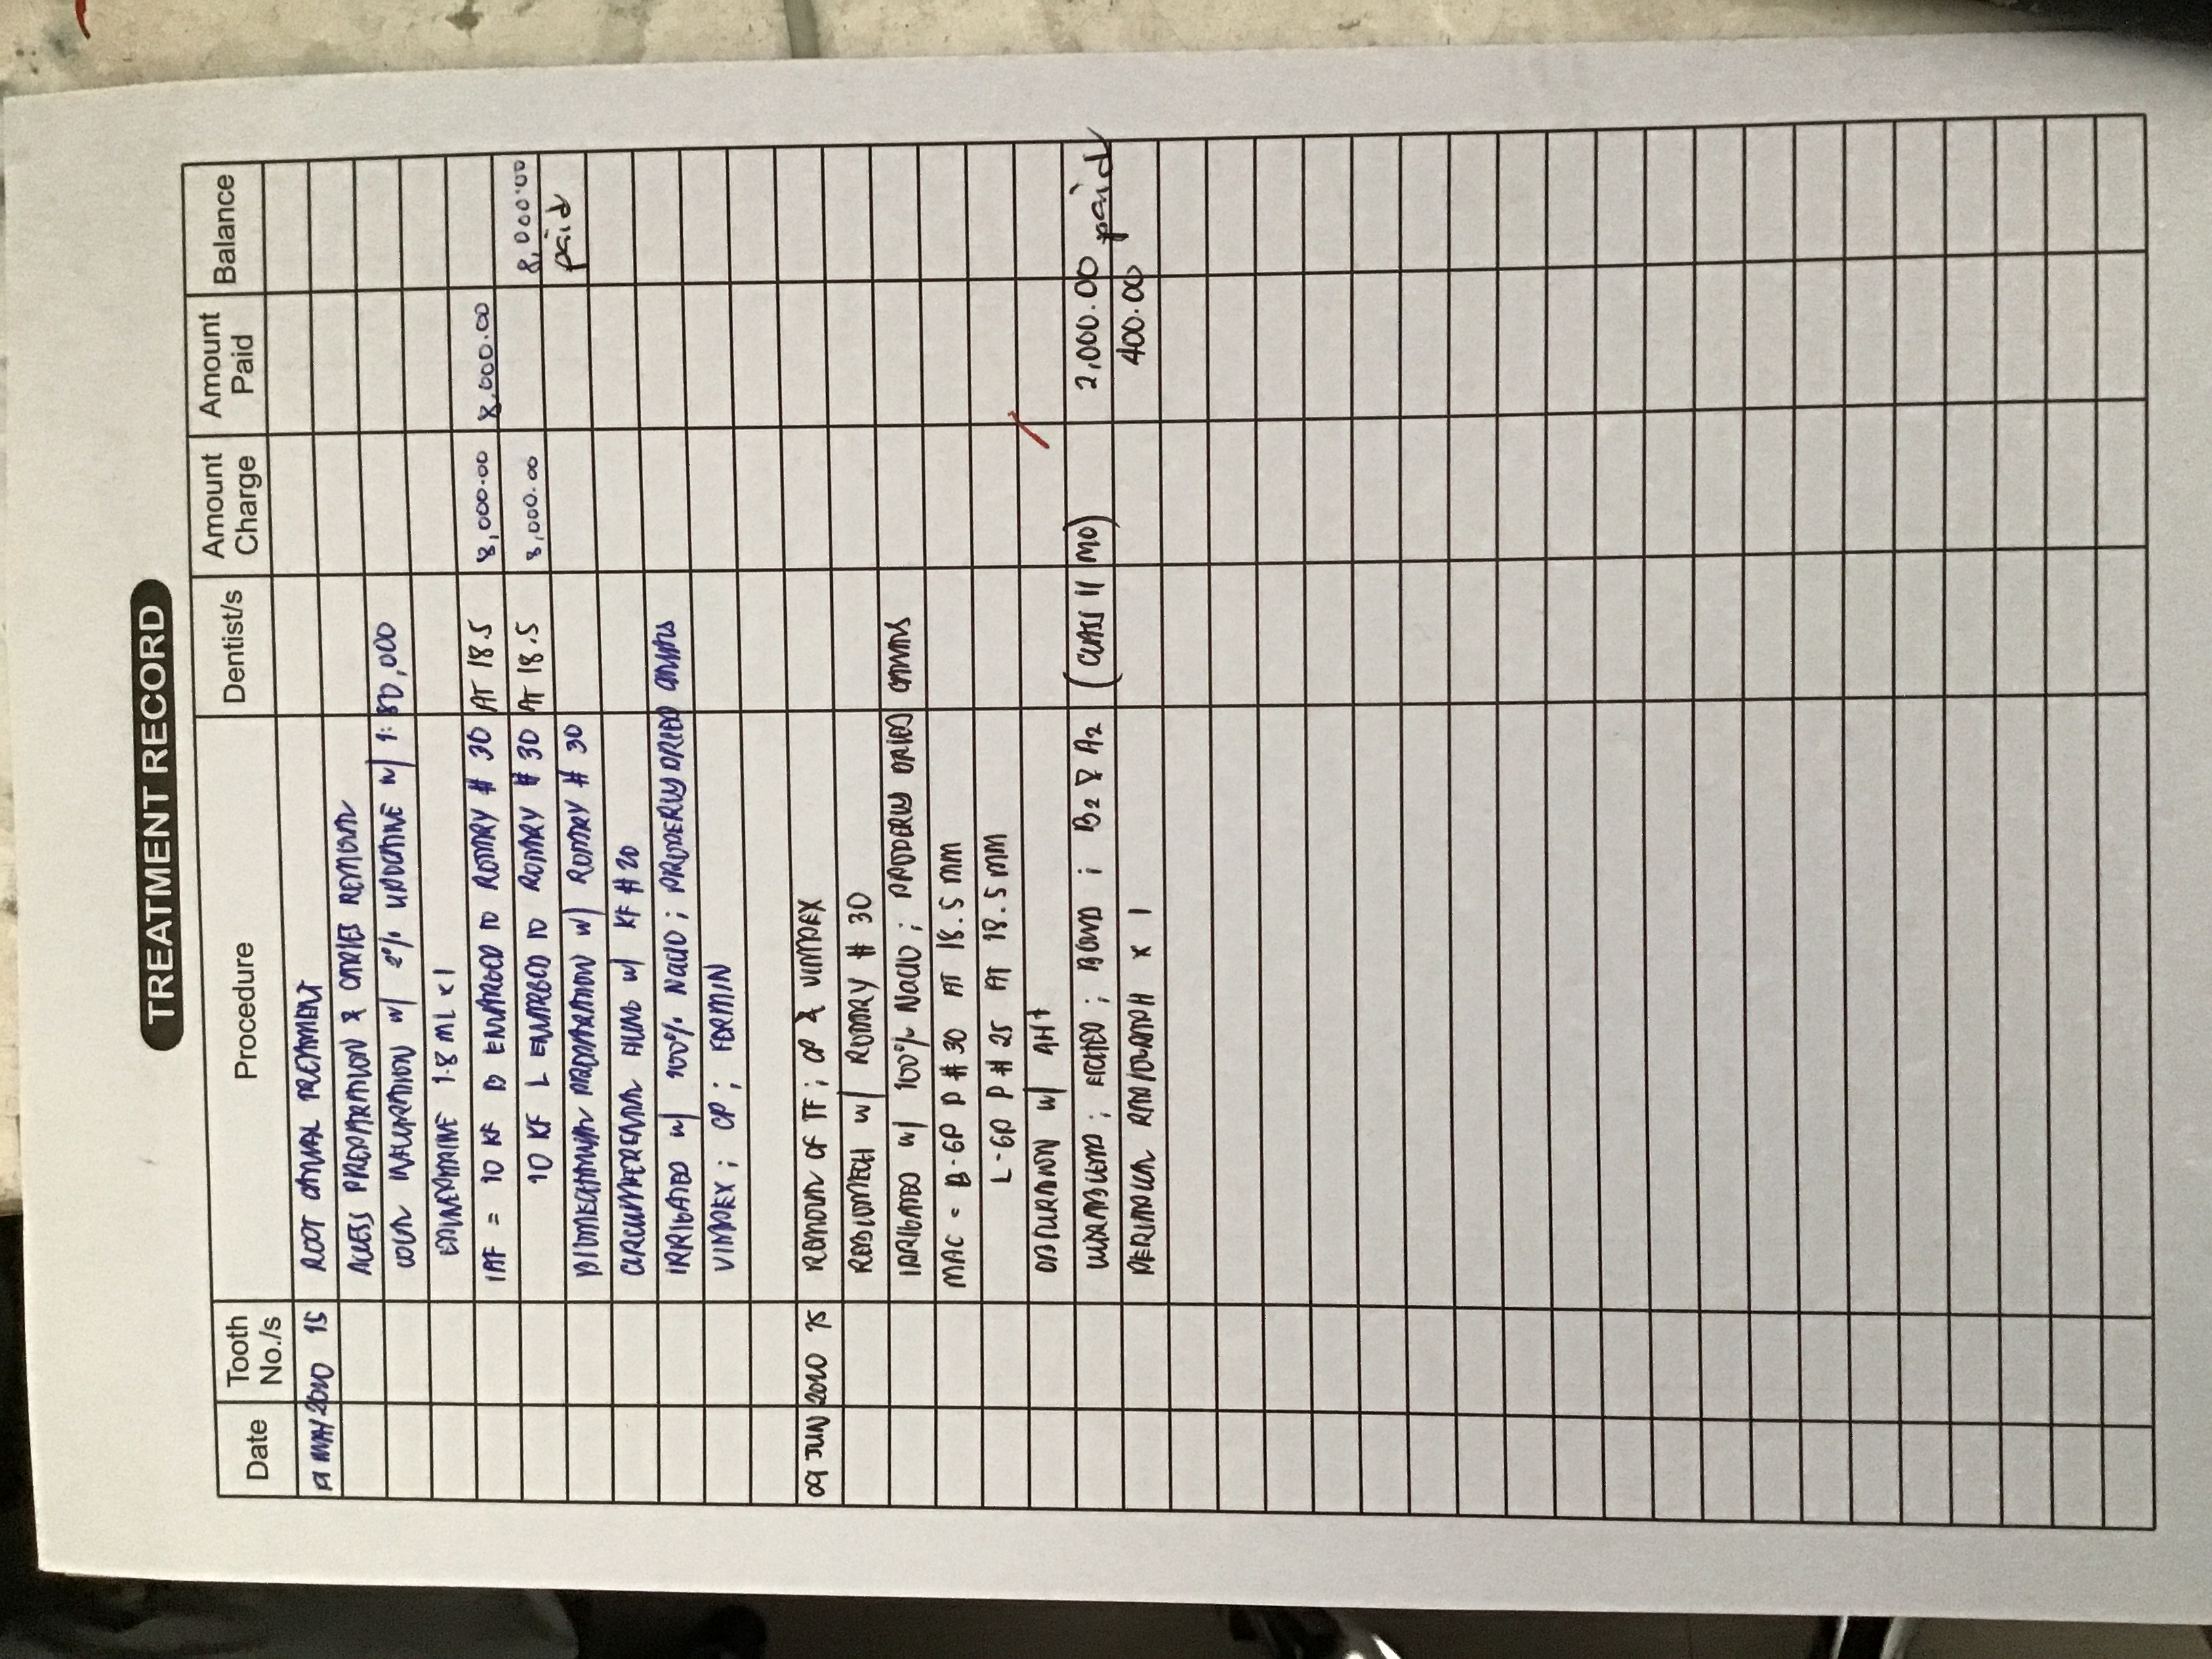 TREATMENT RECORD
Date Tooth No./s Procedure Dentist/s Amount Charge Amount Paid Balance
MAY 2020 15 ROOT CANAL TREATMENT
ACCESS PREPARATION & CARIES REMOVAL
LOCAL INFILTRATION w/ 2% LIDOCAINE w/ 1:80,000
EPINEPHRINE 1.8 ML x 1
IAF = 10 KF B ENLARGED TO ROTARY # 30 AT 18.5 8,000.00 8,000.00
10 KF L ENLARGED TO ROTARY # 30 AT 18.5 8,000.00 8,000.00
BIOMECHANICAL PREPARATION w/ ROTARY # 30 paid
CIRCUMFERENTIAL FILING w/ KF # 20
IRRIGATED w/ 100% NaClO ; PROPERLY DRIED CANALS
VITAPEX ; CP ; FERMIN
09 JUN 2020 15 REMOVAL OF TF ; CP & VITAPEX
REBIOMECH w/ ROTARY # 30
IRRIGATED w/ 100% NaClO ; PROPERLY DRIED CANALS
MAC = B-GP P # 30 AT 18.5 MM
L-GP P # 25 AT 18.5 MM
OBTURATION w/ AH+
LUXABLEND ; ETCHED ; BOND ; B2 & A2 (CLASS II MO) 2,000.00 paid
PERIAPICAL RADIOGRAPH x 1 400.00